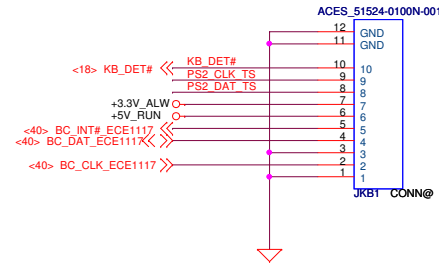 ACES_51524-0100N-001
12 GND
11 GND
<18> KB_DET# KB_DET# 10 10
PS2_CLK_TS 9 9
PS2_DAT_TS 8 8
+3.3V_ALW 7 7
+5V_RUN 6 6
<40> BC_INT#_ECE1117 5 5
<40> BC_DAT_ECE1117 4 4
3 3
<40> BC_CLK_ECE1117 2 2
1 1
JKB1 CONN@